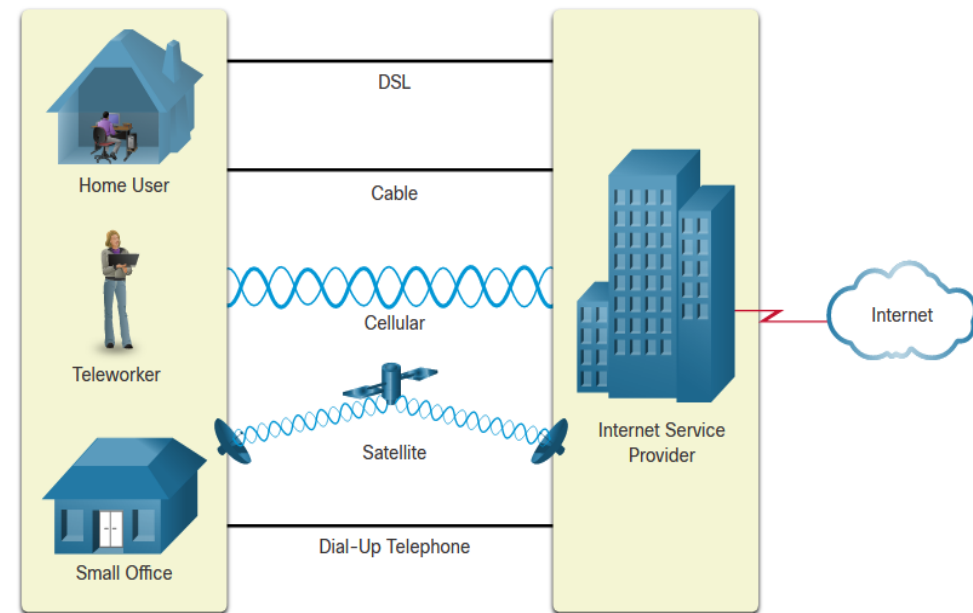 DSL
Home User
Cable
Cellular
Internet
Teleworker
Satellite
Internet Service
Provider
Dial-Up Telephone
Small Office